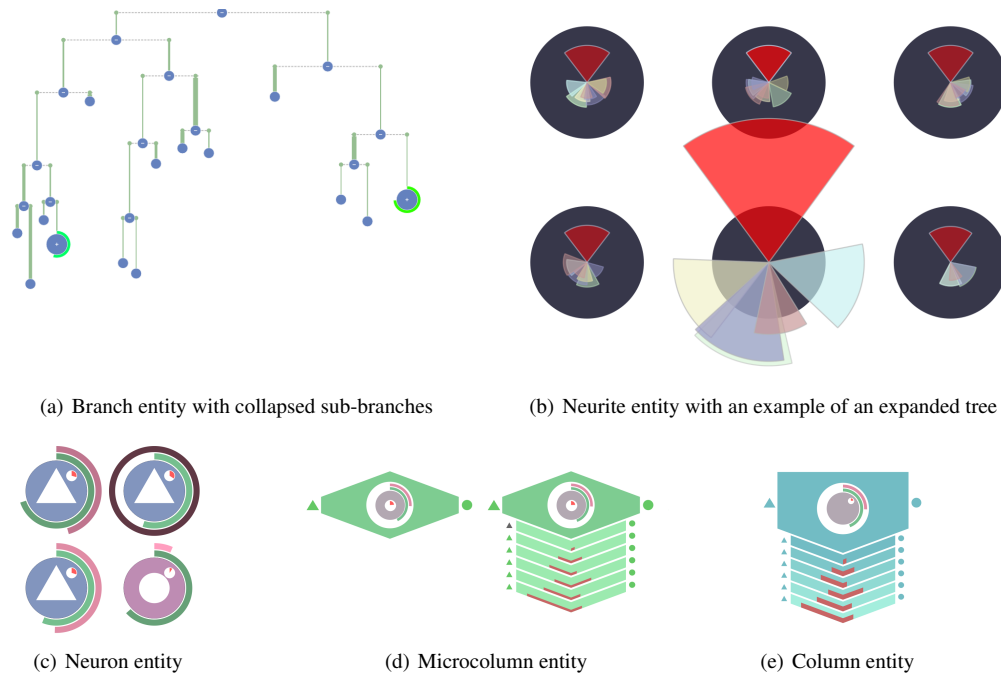 (a) Branch entity with collapsed sub-branches
(b) Neurite entity with an example of an expanded tree
(c) Neuron entity
(d) Microcolumn entity
(e) Column entity